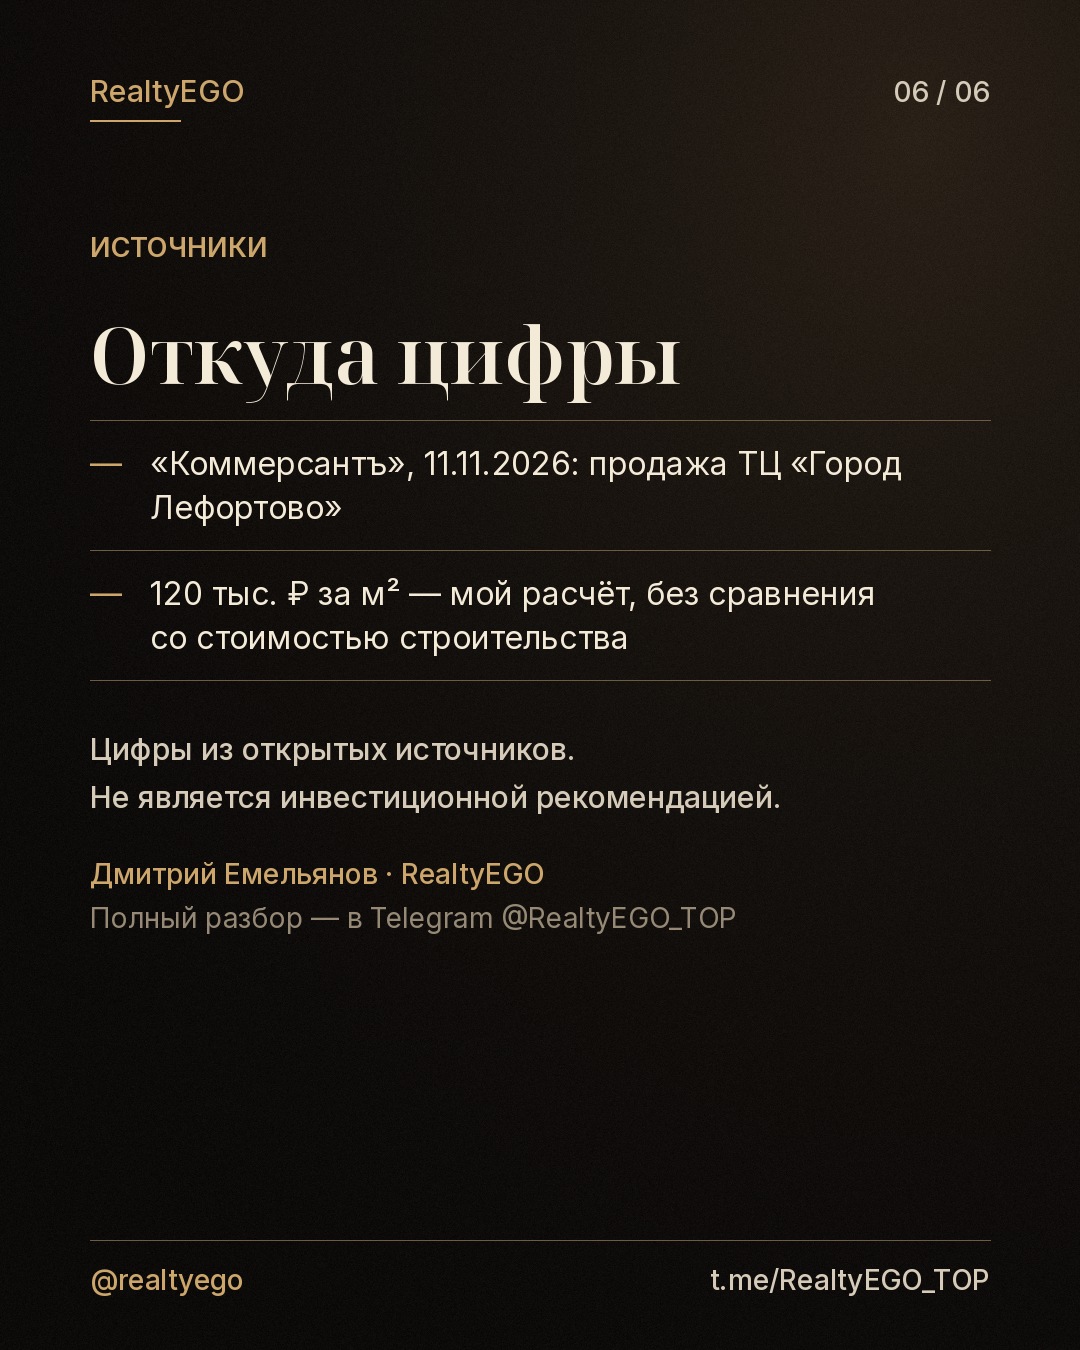 RealtyEGO
06 / 06
ИСТОЧНИКИ
Откуда цифры
— «Коммерсантъ», 11.11.2026: продажа ТЦ «Город
Лефортово»
— 120 тыс. ₽ за м² — мой расчёт, без сравнения
со стоимостью строительства
Цифры из открытых источников.
Не является инвестиционной рекомендацией.
Дмитрий Емельянов · RealtyEGO
Полный разбор — в Telegram @RealtyEGO_TOP
@realtyego
t.me/RealtyEGO_TOP